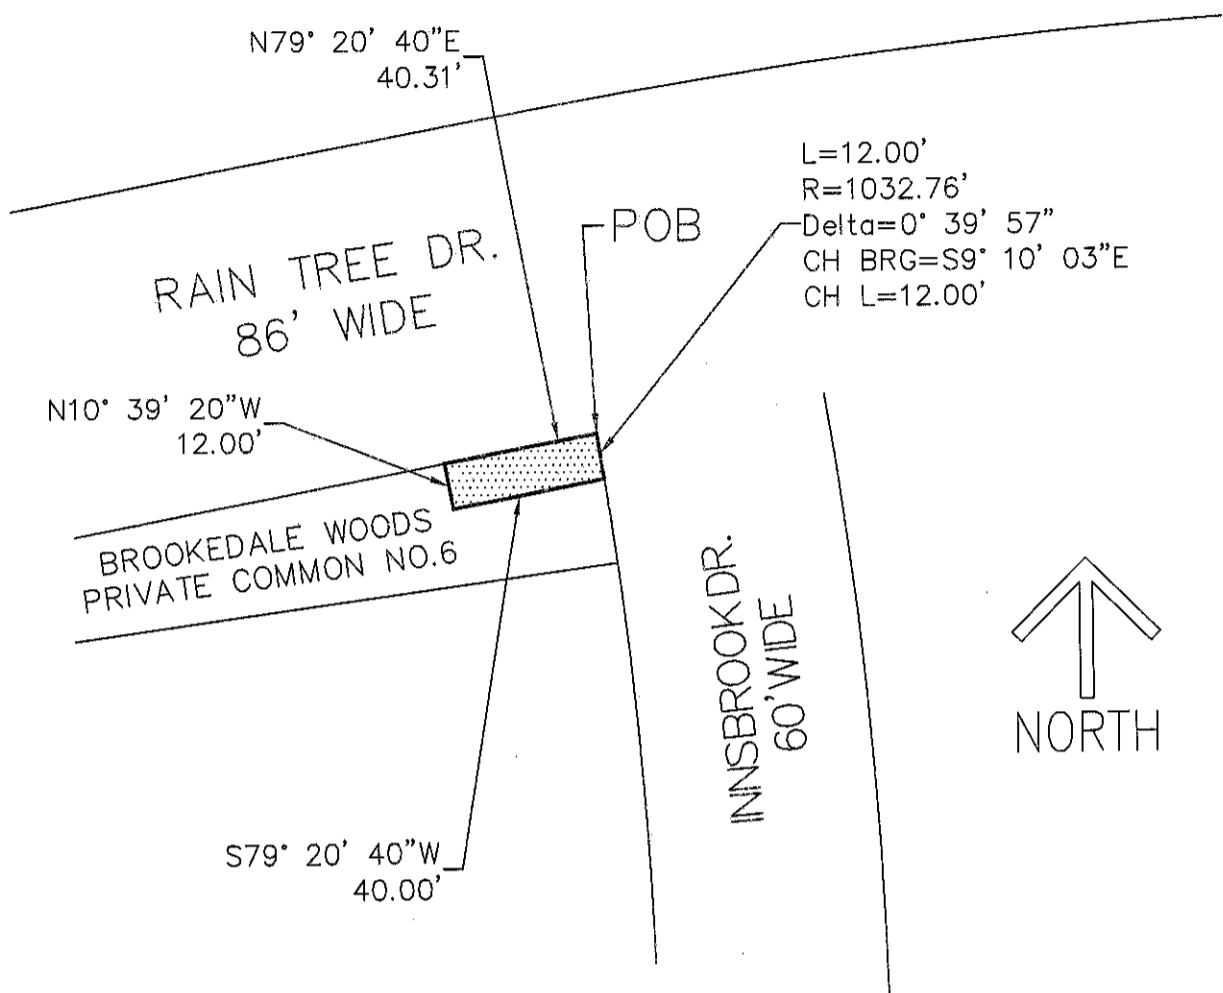 N79° 20' 40"E
40.31'
L=12.00'
R=1032.76'
Delta=0° 39' 57"
CH BRG=S9° 10' 03"E
CH L=12.00'
POB
RAIN TREE DR.
86' WIDE
N10° 39' 20"W
12.00'
BROOKEDALE WOODS
PRIVATE COMMON NO.6
INNSBROOK DR.
60' WIDE
NORTH
S79° 20' 40"W
40.00'